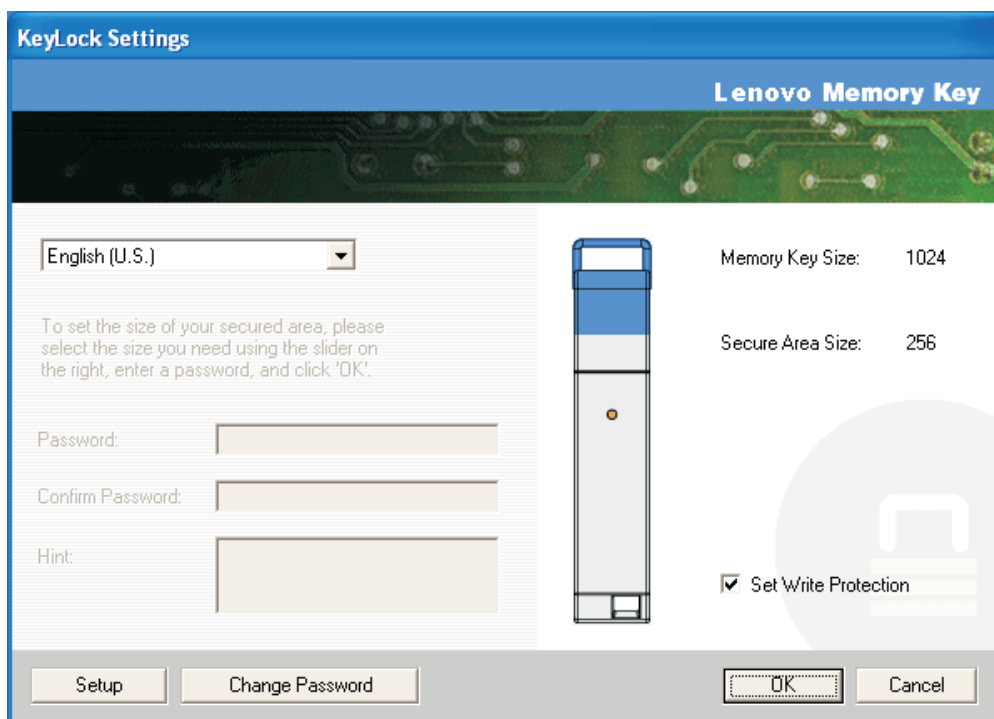 KeyLock Settings
Lenovo Memory Key
English (U.S.)
Memory Key Size: 1024
To set the size of your secured area, please
select the size you need using the slider on
the right, enter a password, and click 'OK'.
Secure Area Size: 256
Password:
Confirm Password:
Hint:
Set Write Protection
Setup
Change Password
OK
Cancel